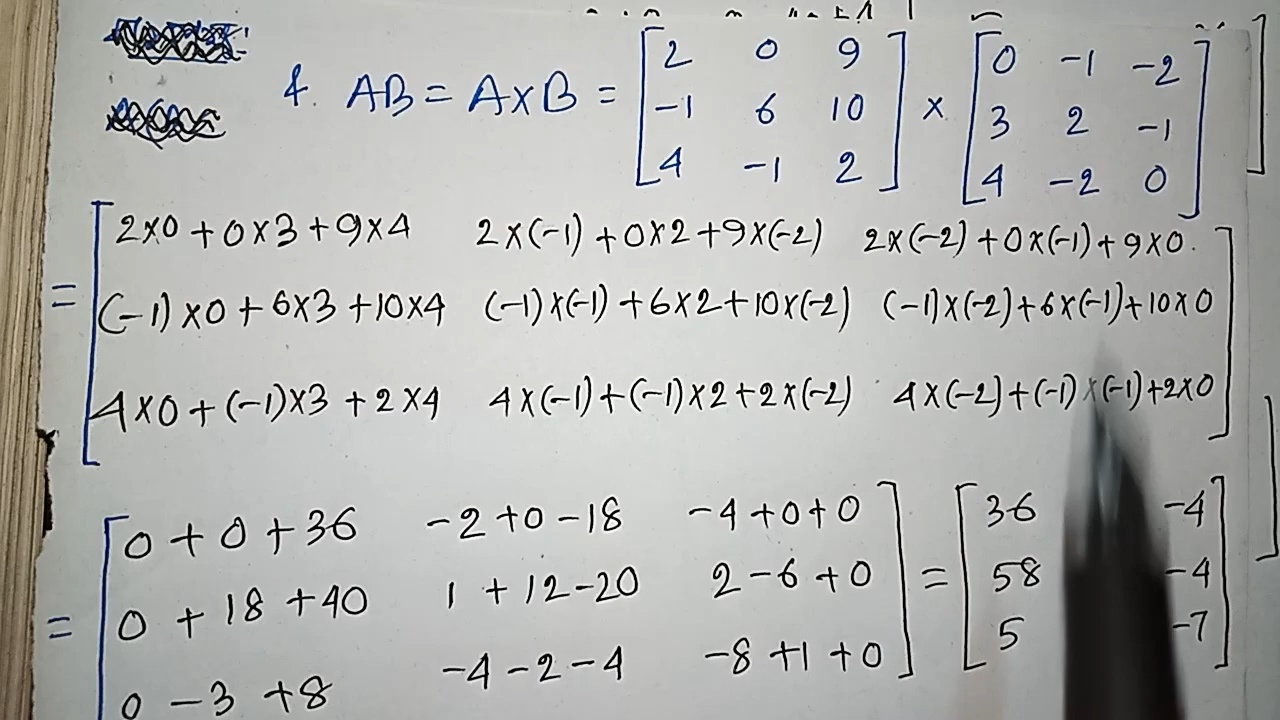 &. AB = A×B = [2 0 9] × [0 -1 -2]
[-1 6 10] [3 2 -1]
[4 -1 2] [4 -2 0]
= [2×0+0×3+9×4 2×(-1)+0×2+9×(-2) 2×(-2)+0×(-1)+9×0.]
(-1)×0+6×3+10×4 (-1)×(-1)+6×2+10×(-2) (-1)×(-2)+6×(-1)+10×0
4×0+(-1)×3+2×4 4×(-1)+(-1)×2+2×(-2) 4×(-2)+(-1)×(-1)+2×0
= [0+0+36 -2+0-18 -4+0+0] = [36 -4]
0+18+40 1+12-20 2-6+0 58 -4
0-3+8 -4-2-4 -8+1+0 5 -7